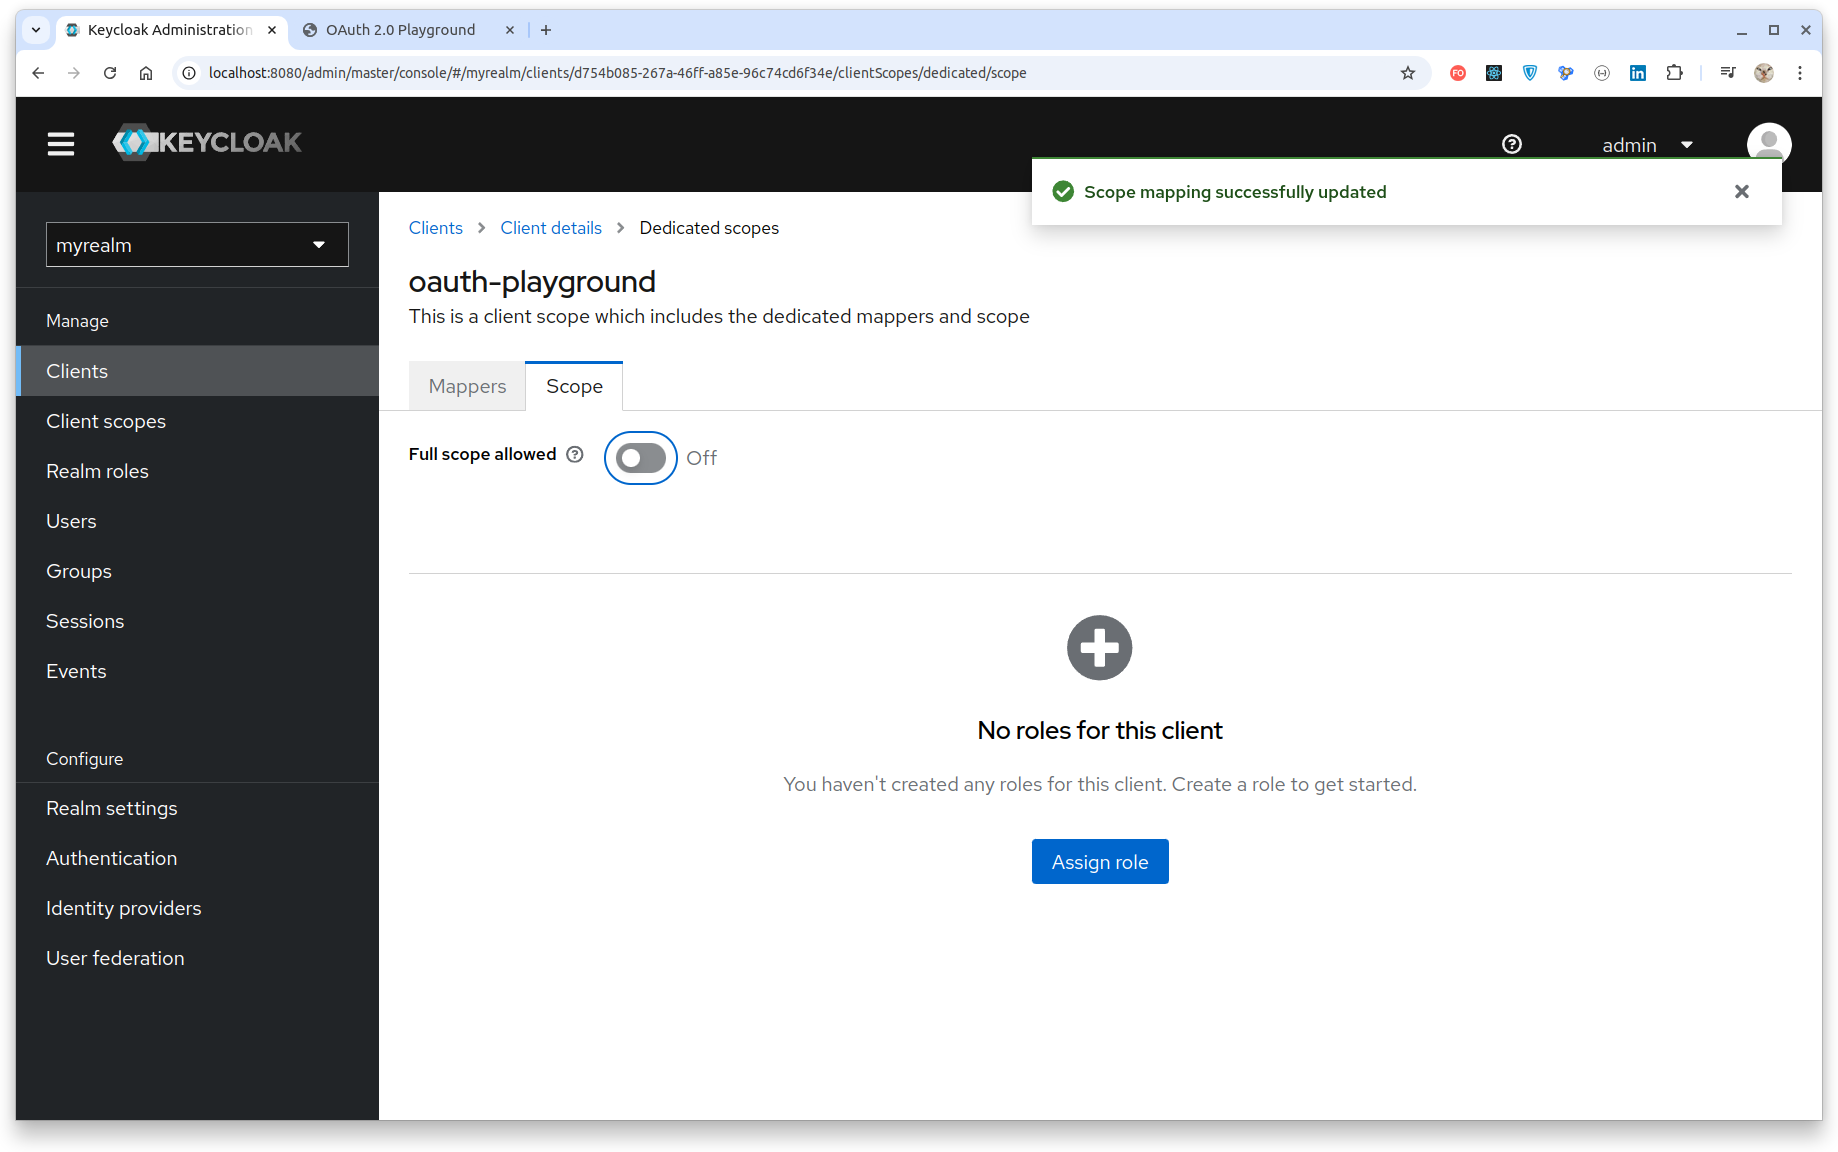 Keycloak Administration
OAuth 2.0 Playground
localhost:8080/admin/master/console/#/myrealm/clients/d754b085-267a-46ff-a85e-96c74cd6f34e/clientScopes/dedicated/scope
FO
in
KEYCLOAK
admin
Scope mapping successfully updated
myrealm
Manage
Clients
Client scopes
Realm roles
Users
Groups
Sessions
Events
Configure
Realm settings
Authentication
Identity providers
User federation
Clients > Client details > Dedicated scopes
oauth-playground
This is a client scope which includes the dedicated mappers and scope
Mappers
Scope
Full scope allowed
Off
No roles for this client
You haven't created any roles for this client. Create a role to get started.
Assign role